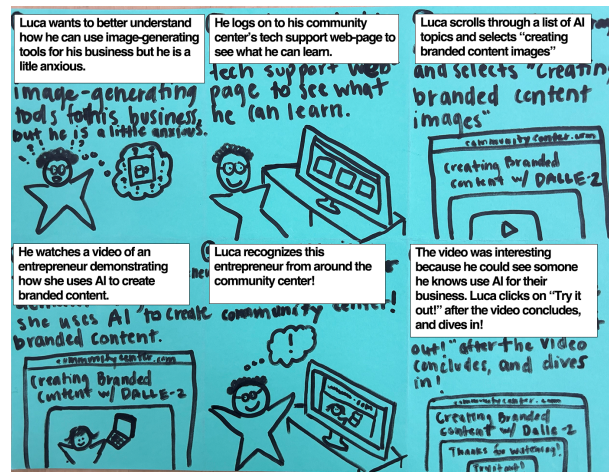 Luca wants to better understand
how he can use image-generating
tools for his business but he is a
litle anxious.
image-generating
tools for his business,
but he is a little anxious.
He logs on to his community
center's tech support web-page to
see what he can learn.
tech support web
page to see what
he can learn.
Luca scrolls through a list of AI
topics and selects "creating
branded content images"
and selects "Creating
branded content
images"
communitycenter.com
Creating Branded
content w/ DALLE-2
He watches a video of an
entrepreneur demonstrating
how she uses AI to create
branded content.
she uses AI to create
branded content.
communitycenter.com
Creating Branded
Content w/ DALLE-2
Luca recognizes this
entrepreneur from around the
community center!
community center!
!
The video was interesting
because he could see somone
he knows use AI for their
business. Luca clicks on "Try it
out!" after the video concludes,
and dives in!
out!" after the video
concludes, and dives
in!
communitycenter.com
Creating Branded
content w/ Dalle-2
Thanks for watching!
Try it out!